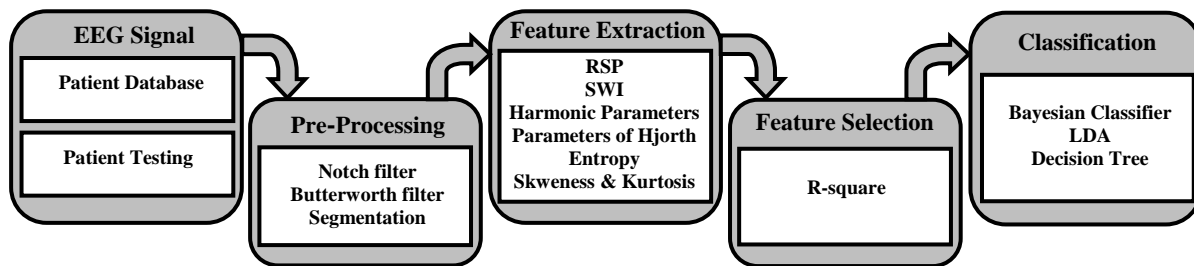 EEG Signal
Patient Database
Patient Testing
Pre-Processing
Notch filter
Butterworth filter
Segmentation
Feature Extraction
RSP
SWI
Harmonic Parameters
Parameters of Hjorth
Entropy
Skweness & Kurtosis
Feature Selection
R-square
Classification
Bayesian Classifier
LDA
Decision Tree